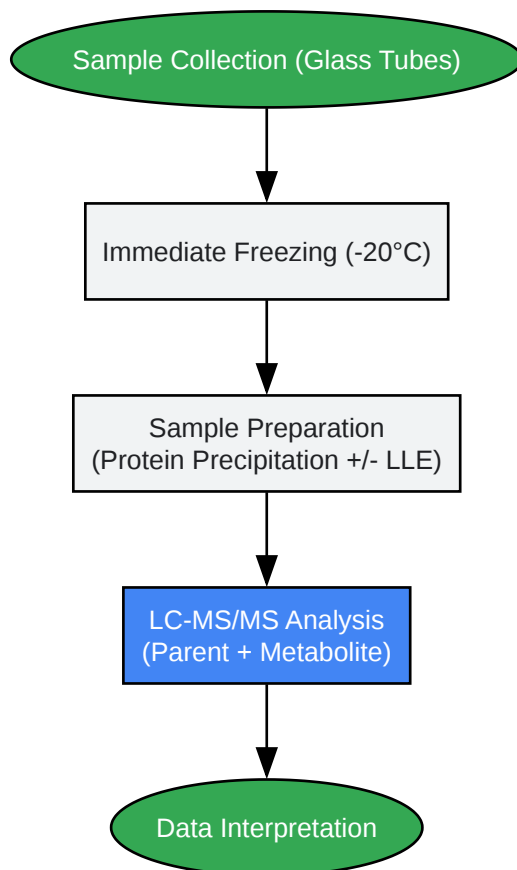 Sample Collection (Glass Tubes)
Immediate Freezing (-20°C)
Sample Preparation
(Protein Precipitation +/- LLE)
LC-MS/MS Analysis
(Parent + Metabolite)
Data Interpretation